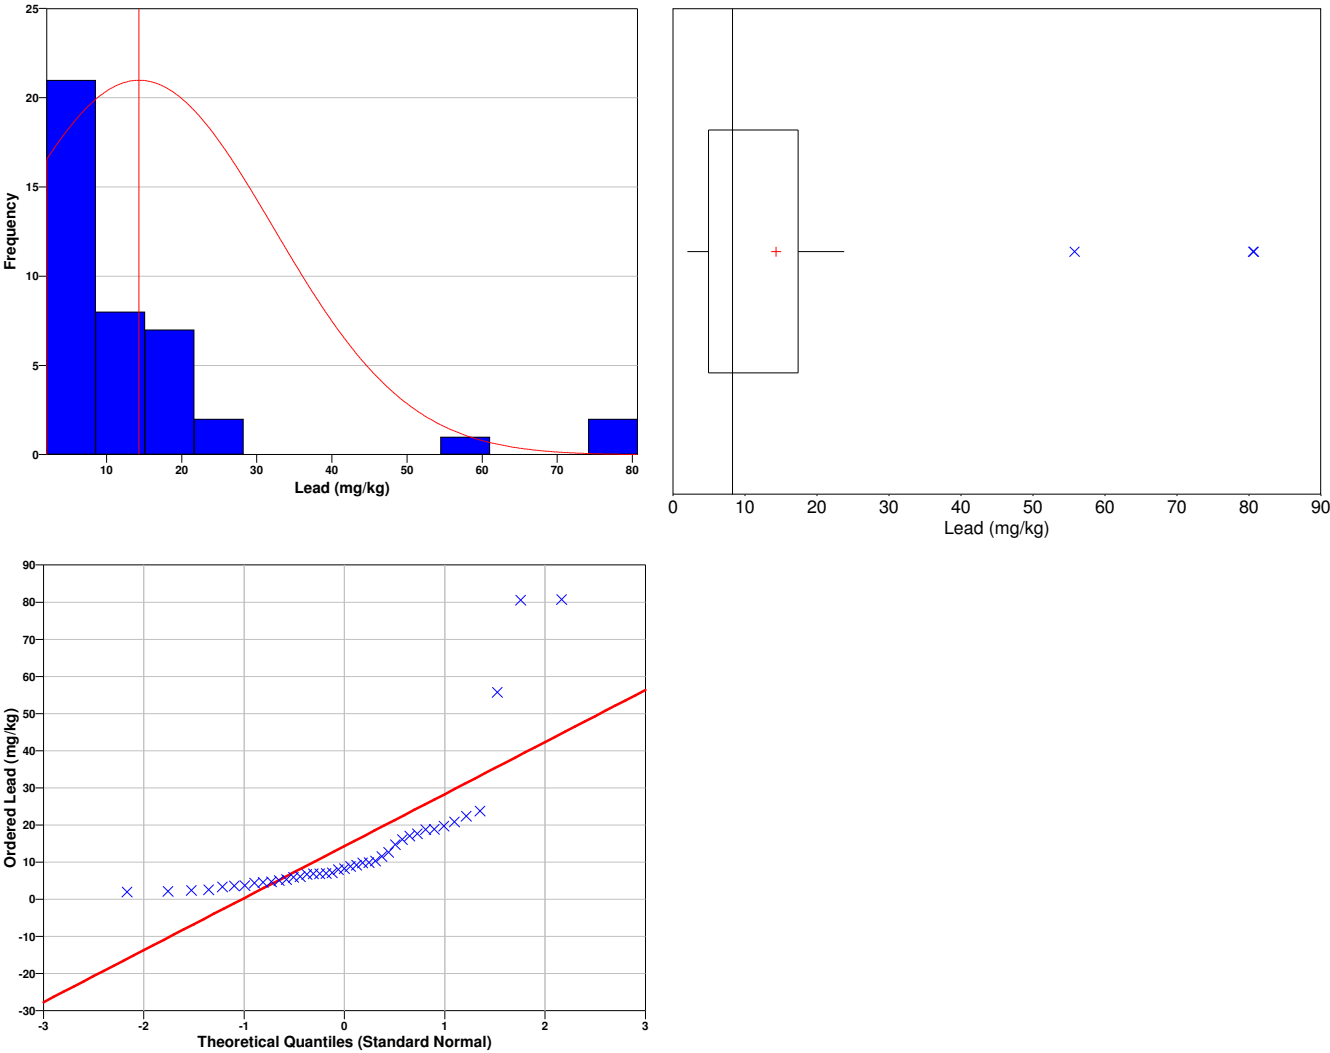 25
20
15
10
5
0
Frequency
10 20 30 40 50 60 70 80
Lead (mg/kg)
0 10 20 30 40 50 60 70 80 90
Lead (mg/kg)
90
80
70
60
50
40
30
20
10
0
-10
-20
-30
Ordered Lead (mg/kg)
-3 -2 -1 0 1 2 3
Theoretical Quantiles (Standard Normal)